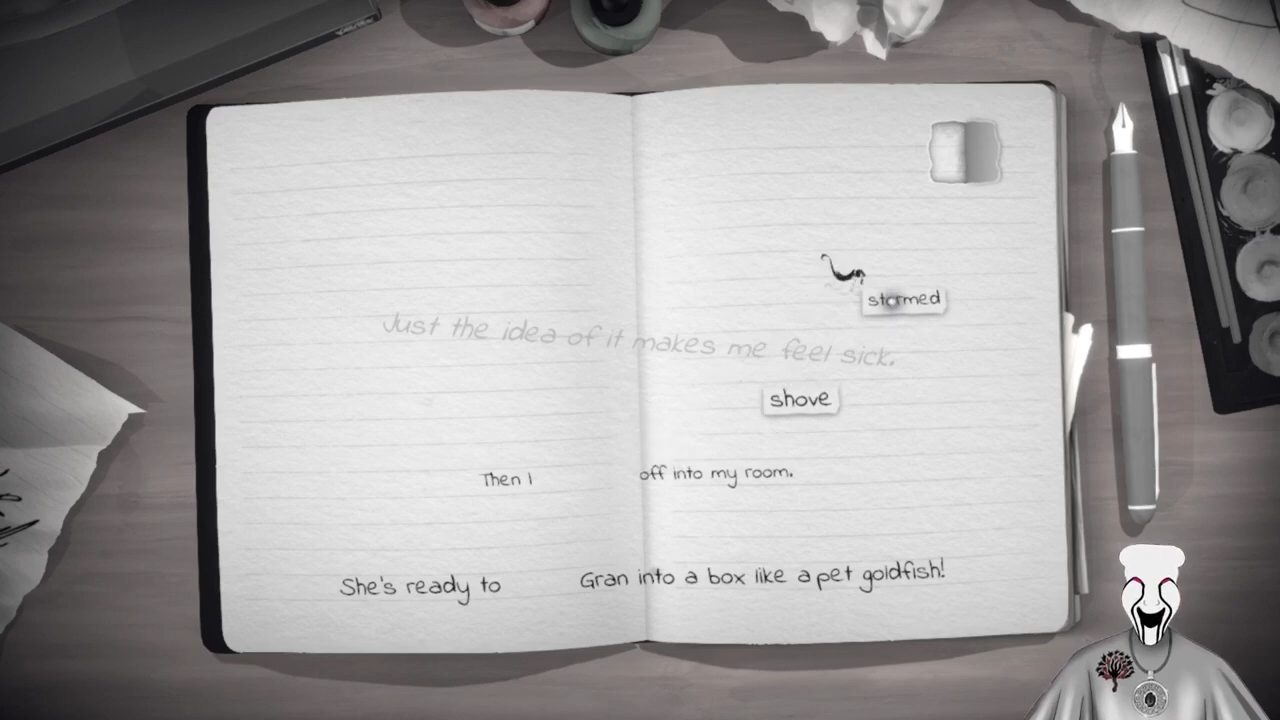 stormed
Just the idea of it makes me feel sick.
shove
Then I off into my room.
She's ready to Gran into a box like a pet goldfish!